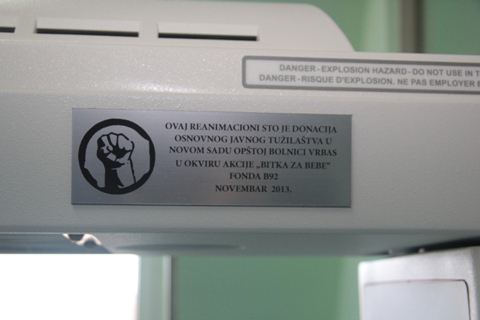 DANGER - EXPLOSION HAZARD - DO NOT USE IN T
DANGER - RISQUE D'EXPLOSION. NE PAS EMPLOYER
OVAJ REANIMACIONI STO JE DONACIJA
OSNOVNOG JAVNOG TUŽILAŠTVA U
NOVOM SADU OPŠTOJ BOLNICI VRBAS
U OKVIRU AKCIJE „BITKA ZA BEBE"
FONDA B92
NOVEMBAR 2013.